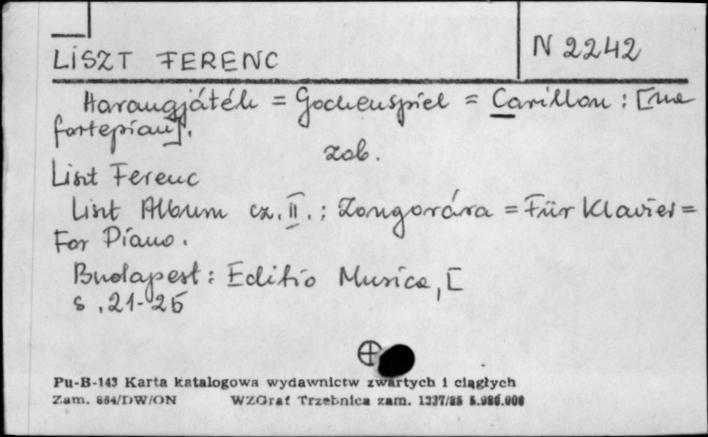 LISZT FERENC
N 2242
Harangjáték = Gockenspiel = Carillon : [na
fortepian].
zob.
Liszt Ferenc
Liszt Album cz. II. ; Zongorára = Für Klavier =
For Piano.
Budapest : Editio Musica, [
s. 21-25
Pu-B-143 Karta katalogowa wydawnictw zwartych i ciągłych
Zam. 884/DW/ON WZGraf Trzebnica zam. 1337/85 5.980.000